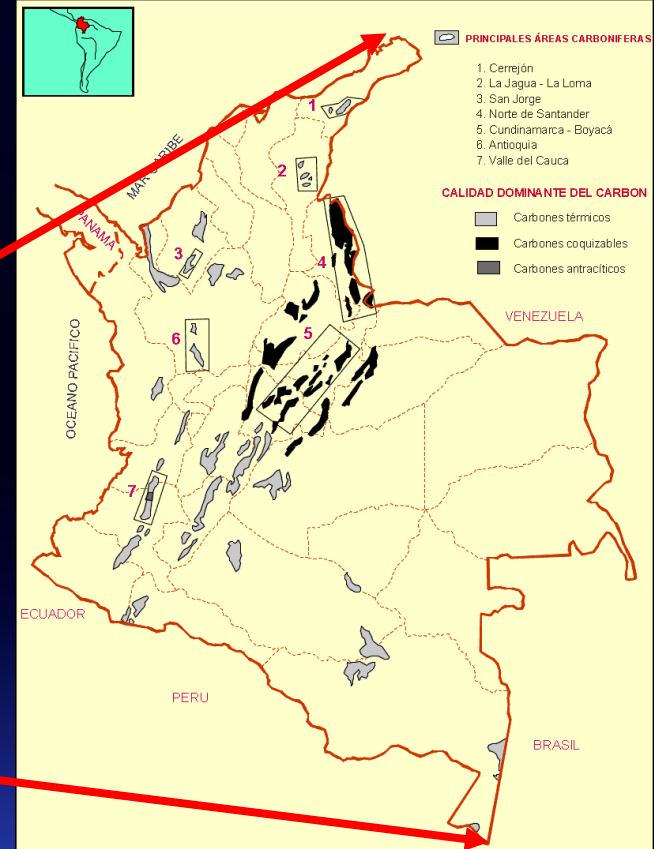 PRINCIPALES ÁREAS CARBONIFERAS
1. Cerrejón
2. La Jagua - La Loma
3. San Jorge
4. Norte de Santander
5. Cundinamarca - Boyacá
6. Antioquia
7. Valle del Cauca
CALIDAD DOMINANTE DEL CARBON
Carbones térmicos
Carbones coquizables
Carbones antracíticos
MAR CARIBE
PANAMA
OCEANO PACIFICO
VENEZUELA
ECUADOR
PERU
BRASIL
1
2
3
4
5
6
7